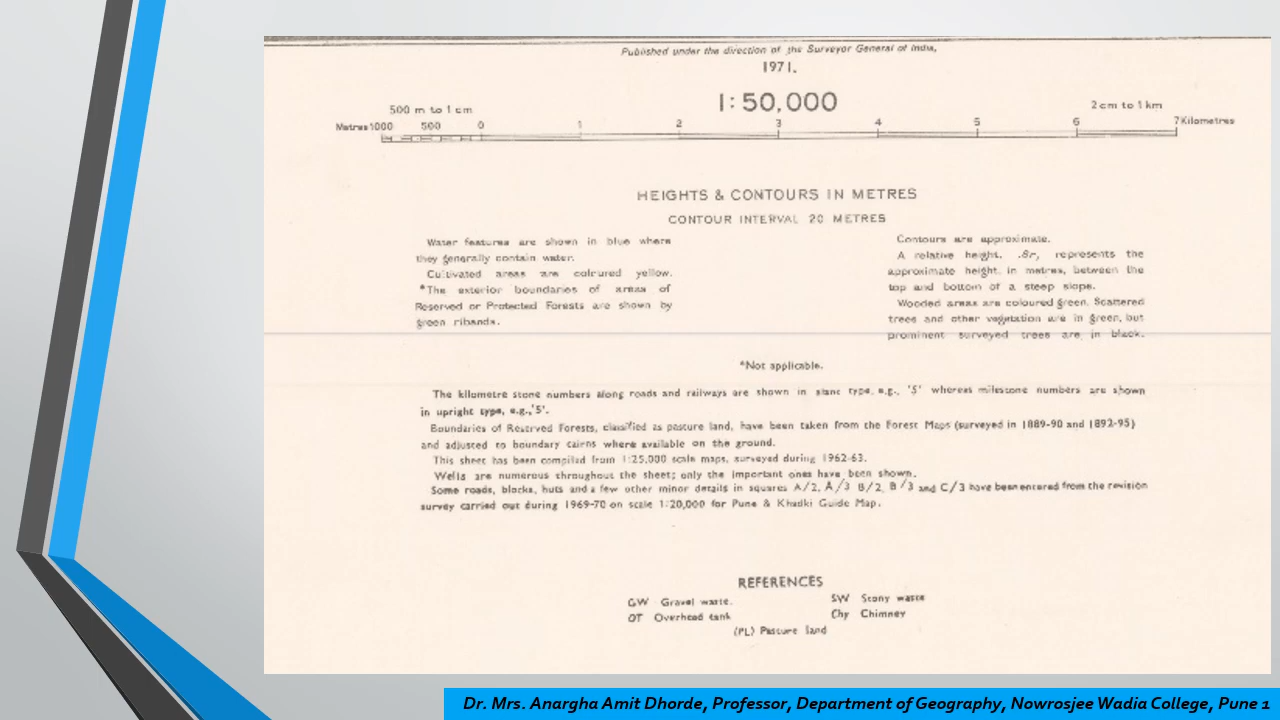 Published under the direction of the Surveyor General of India,
1971.
1:50,000
500 m to 1 cm
2 cm to 1 km
Metres 1000 500 0 1 2 3 4 5 6 7 Kilometres
HEIGHTS & CONTOURS IN METRES
CONTOUR INTERVAL 20 METRES
Water features are shown in blue where
they generally contain water.
Cultivated areas are coloured yellow.
*The exterior boundaries of areas of
Reserved or Protected Forests are shown by
green ribands.
Contours are approximate.
A relative height, .8r, represents the
approximate height, in metres, between the
top and bottom of a steep slope.
Wooded areas are coloured green. Scattered
trees and other vegetation are in green, but
prominent surveyed trees are in black.
*Not applicable.
The kilometre stone numbers along roads and railways are shown in slant type, e.g., '5' whereas milestone numbers are shown
in upright type, e.g., '5'.
Boundaries of Reserved Forests, classified as pasture land, have been taken from the Forest Maps (surveyed in 1889-90 and 1892-95)
and adjusted to boundary cairns where available on the ground.
This sheet has been compiled from 1:25,000 scale maps, surveyed during 1962-63.
Wells are numerous throughout the sheet; only the important ones have been shown.
Some roads, blocks, huts and a few other minor details in squares A/2, A/3 B/2, B/3 and C/3 have been entered from the revision
survey carried out during 1969-70 on scale 1:20,000 for Pune & Khadki Guide Map.
REFERENCES
GW Gravel waste.
SW Stony waste
OT Overhead tank
Chy Chimney
(PL) Pasture land
Dr. Mrs. Anargha Amit Dhorde, Professor, Department of Geography, Nowrosjee Wadia College, Pune 1